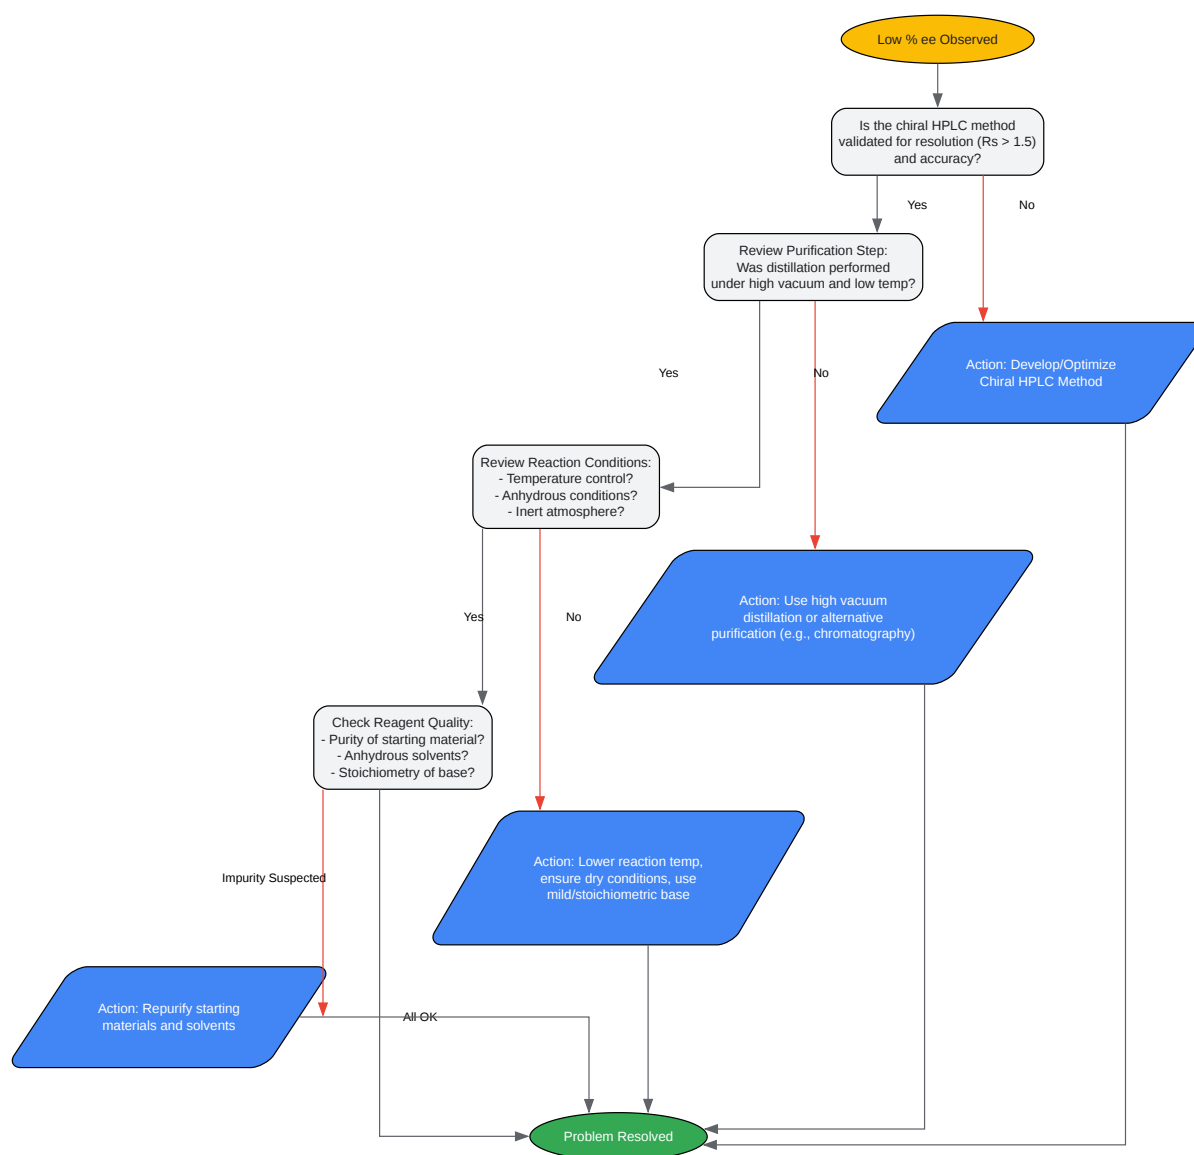 Low % ee Observed
Is the chiral HPLC method
validated for resolution (Rs > 1.5)
and accuracy?
Yes
No
Review Purification Step:
Was distillation performed
under high vacuum and low temp?
Action: Develop/Optimize
Chiral HPLC Method
Yes
No
Review Reaction Conditions:
- Temperature control?
- Anhydrous conditions?
- Inert atmosphere?
Action: Use high vacuum
distillation or alternative
purification (e.g., chromatography)
Yes
No
Check Reagent Quality:
- Purity of starting material?
- Anhydrous solvents?
- Stoichiometry of base?
Action: Lower reaction temp,
ensure dry conditions, use
mild/stoichiometric base
Impurity Suspected
Action: Repurify starting
materials and solvents
All OK
Problem Resolved